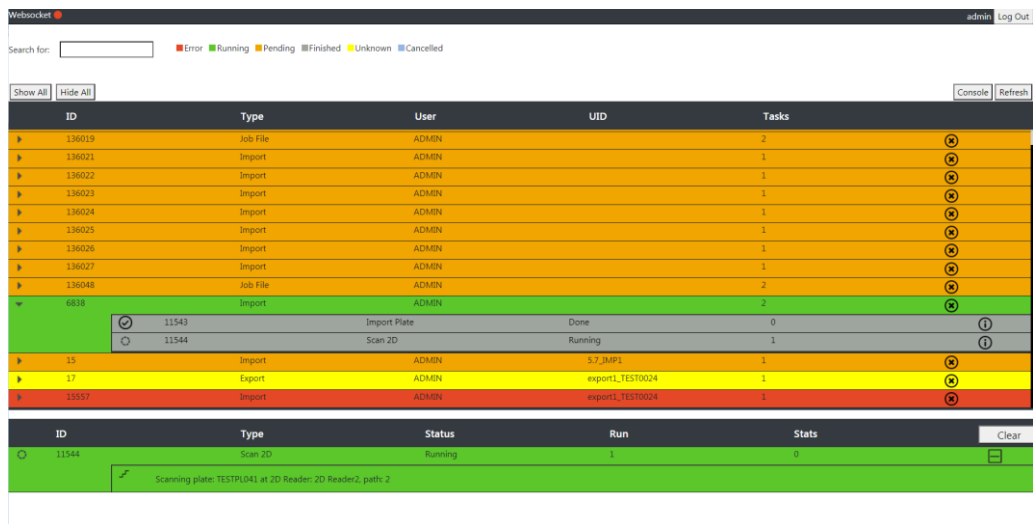 Websocket admin Log Out
Search for: Error Running Pending Finished Unknown Cancelled
Show All Hide All Console Refresh
ID Type User UID Tasks
136019 Job File ADMIN 2
136021 Import ADMIN 1
136022 Import ADMIN 1
136023 Import ADMIN 1
136024 Import ADMIN 1
136025 Import ADMIN 1
136026 Import ADMIN 1
136027 Import ADMIN 1
136048 Job File ADMIN 2
6838 Import ADMIN 2
11543 Import Plate Done 0
11544 Scan 2D Running 1
15 Import ADMIN 5.7_IMP1 1
17 Export ADMIN export1_TEST0024 1
15557 Import ADMIN export1_TEST0024 1
ID Type Status Run Stats Clear
11544 Scan 2D Running 1 0
Scanning plate: TESTPL041 at 2D Reader: 2D Reader2, path: 2